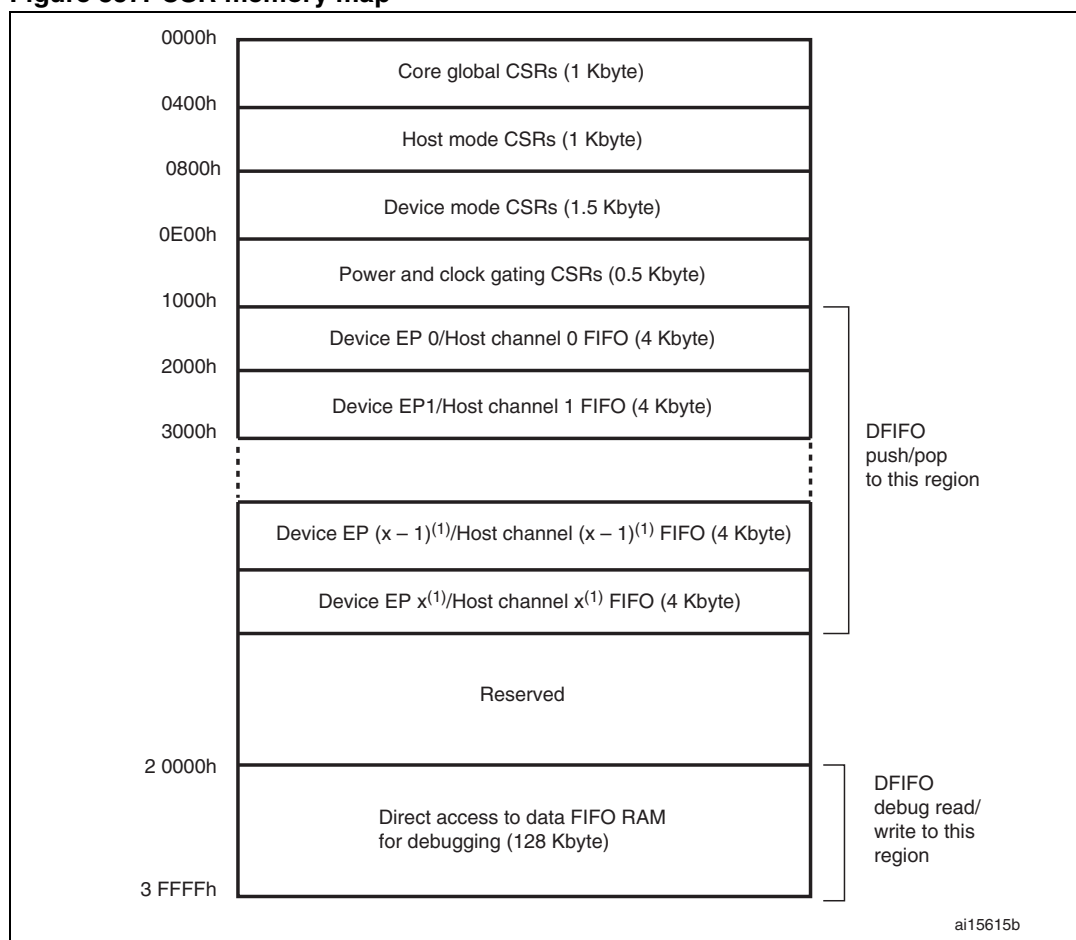 0000h
Core global CSRs (1 Kbyte)
0400h
Host mode CSRs (1 Kbyte)
0800h
Device mode CSRs (1.5 Kbyte)
0E00h
Power and clock gating CSRs (0.5 Kbyte)
1000h
Device EP 0/Host channel 0 FIFO (4 Kbyte)
2000h
Device EP1/Host channel 1 FIFO (4 Kbyte)
3000h
DFIFO
push/pop
to this region
Device EP (x – 1)(1)/Host channel (x – 1)(1) FIFO (4 Kbyte)
Device EP x(1)/Host channel x(1) FIFO (4 Kbyte)
Reserved
2 0000h
DFIFO
debug read/
write to this
region
Direct access to data FIFO RAM
for debugging (128 Kbyte)
3 FFFFh
ai15615b